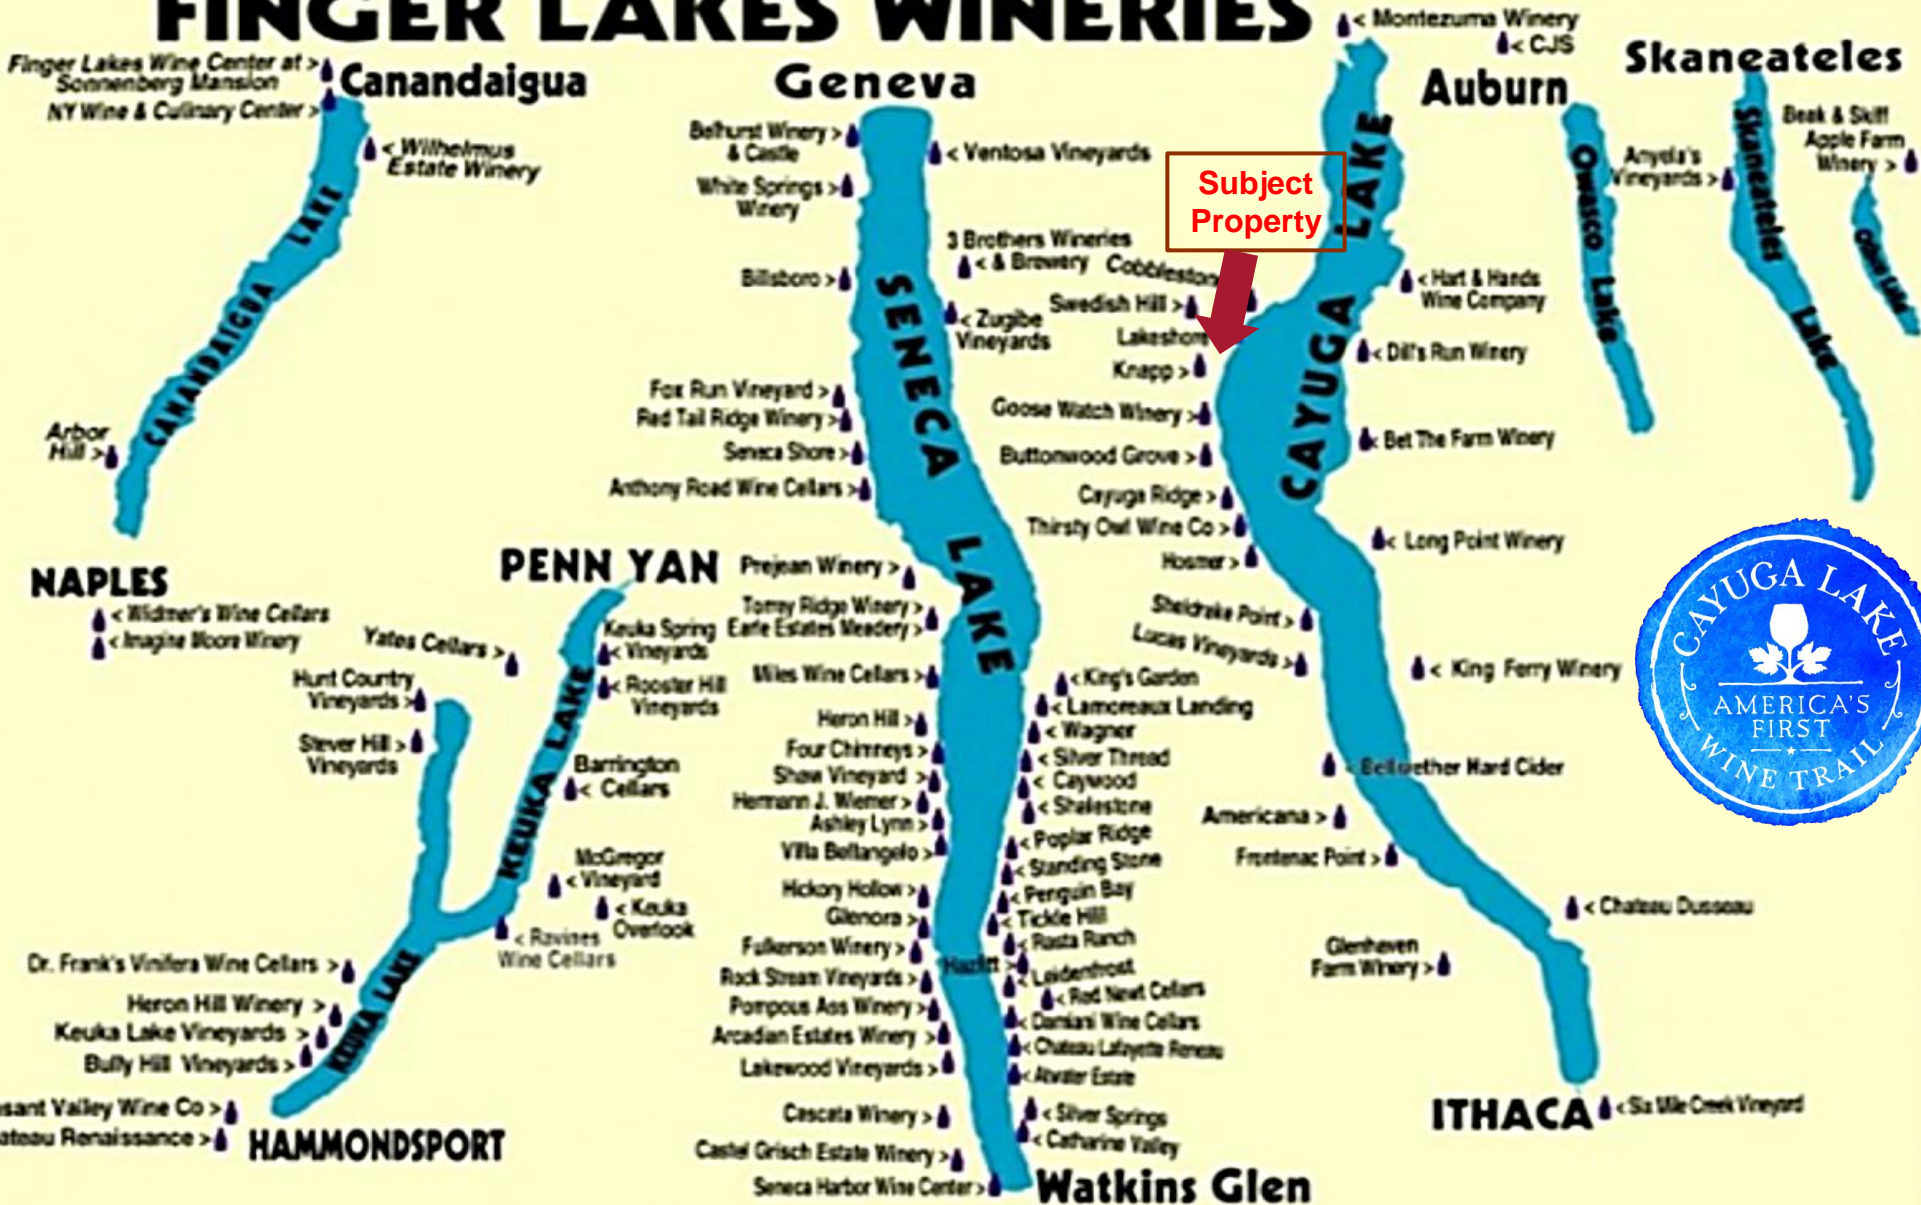 FINGER LAKES WINERIES
< Montezuma Winery
< CJS
Skaneateles
Finger Lakes Wine Center at >
Sonnenberg Mansion
Canandaigua
NY Wine & Culinary Center >
Geneva
Auburn
< Wilhelmus
Estate Winery
Belhurst Winery >
& Castle
< Ventosa Vineyards
White Springs >
Winery
Subject
Property
Anyela's
Vineyards >
Beak & Skiff
Apple Farm
Winery >
3 Brothers Wineries
< & Brewery
Billsboro >
Swedish Hill >
< Zugibe
Vineyards
Knapp >
< Hart & Hands
Wine Company
< Dill's Run Winery
CANANDAIGUA LAKE
SENECA LAKE
CAYUGA LAKE
Owasco Lake
Skaneateles Lake
Fox Run Vineyard >
Red Tail Ridge Winery >
Seneca Shore >
Anthony Road Wine Cellars >
Goose Watch Winery >
Buttonwood Grove >
Cayuga Ridge >
Thirsty Owl Wine Co >
Hosmer >
< Bet The Farm Winery
< Long Point Winery
Arbor
Hill >
NAPLES
< Widmer's Wine Cellars
< Imagine Moore Winery
PENN YAN
Yates Cellars >
Keuka Spring
< Vineyards
< Rooster Hill
Vineyards
Hunt Country
Vineyards >
Stever Hill >
Vineyards
Barrington
< Cellars
KEUKA LAKE
McGregor
< Vineyard
< Keuka
Overlook
< Ravines
Wine Cellars
Dr. Frank's Vinifera Wine Cellars >
Heron Hill Winery >
Keuka Lake Vineyards >
Bully Hill Vineyards >
KEUKA LAKE
sant Valley Wine Co >
ateau Renaissance >
HAMMONDSPORT
Prejean Winery >
Torrey Ridge Winery >
Earle Estates Meadery >
Miles Wine Cellars >
Heron Hill >
Four Chimneys >
Shaw Vineyard >
Hermann J. Wiemer >
Ashley Lynn >
Villa Bellangelo >
Hickory Hollow >
Glenora >
Fulkerson Winery >
Rock Stream Vineyards >
Pompous Ass Winery >
Arcadian Estates Winery >
Lakewood Vineyards >
Cascata Winery >
Castel Grisch Estate Winery >
Seneca Harbor Wine Center >
< King's Garden
< Lamoreaux Landing
< Wagner
< Silver Thread
< Caywood
< Shalestone
< Poplar Ridge
< Standing Stone
< Penguin Bay
< Tickle Hill
< Rasta Ranch
Hazlitt >
< Leidenfrost
< Red Newt Cellars
< Damiani Wine Cellars
< Chateau Lafayette Reneau
< Atwater Estate
< Silver Springs
< Catharine Valley
Watkins Glen
Sheldrake Point >
Lucas Vineyards >
< King Ferry Winery
< Bellwether Hard Cider
Americana >
Frontenac Point >
< Chateau Dusseau
Glenhaven
Farm Winery >
ITHACA
< Six Mile Creek Vineyard
CAYUGA LAKE
AMERICA'S
FIRST
WINE TRAIL